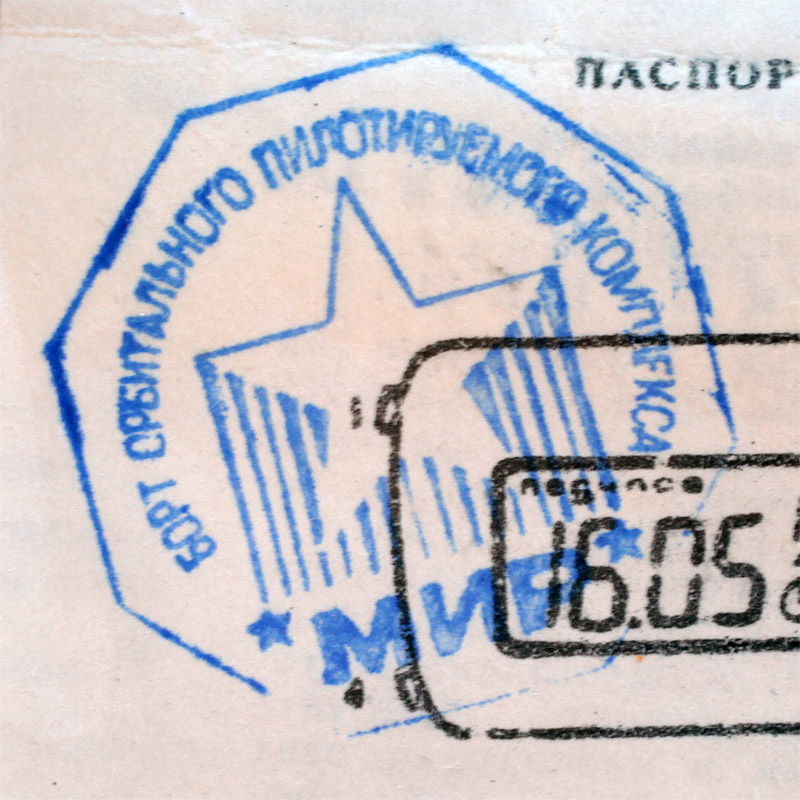 ПАСПОР
БОРТ ОРБИТАЛЬНОГО ПИЛОТИРУЕМОГО КОМПЛЕКСА
МИР
16.05